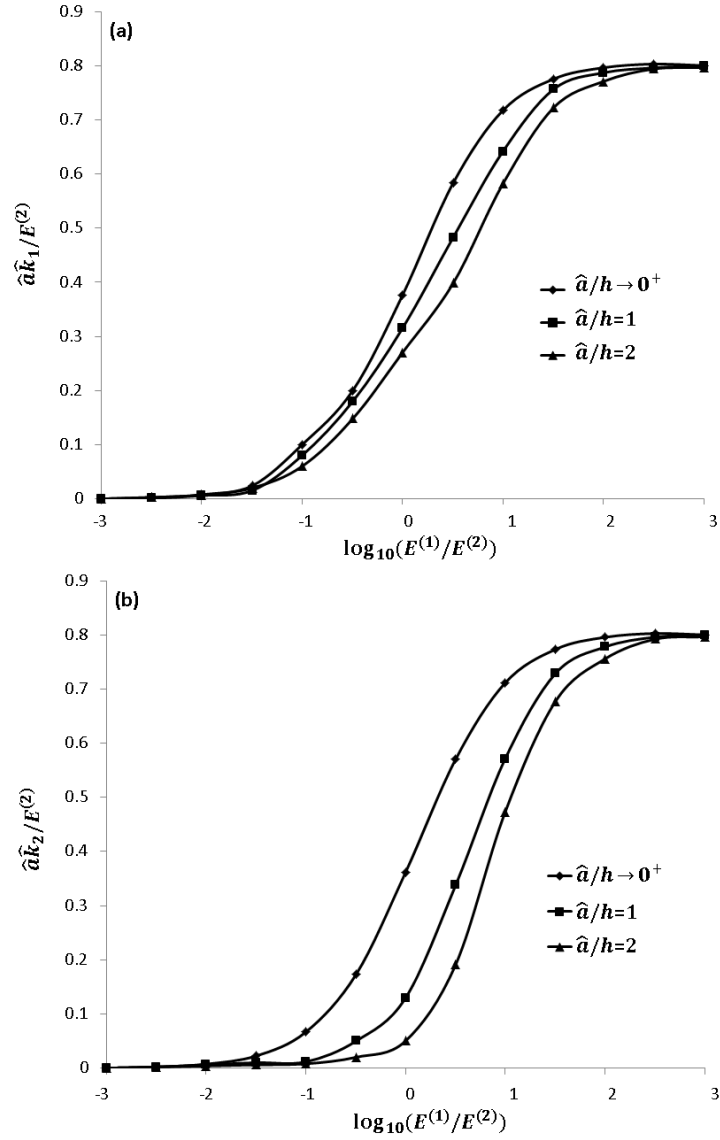 (a)
0.9
0.8
0.7
0.6
0.5
0.4
0.3
0.2
0.1
0
âk̂₁/E⁽²⁾
â/h→0⁺
â/h=1
â/h=2
-3 -2 -1 0 1 2 3
log₁₀(E⁽¹⁾/E⁽²⁾)
(b)
0.9
0.8
0.7
0.6
0.5
0.4
0.3
0.2
0.1
0
âk̂₂/E⁽²⁾
â/h→0⁺
â/h=1
â/h=2
-3 -2 -1 0 1 2 3
log₁₀(E⁽¹⁾/E⁽²⁾)